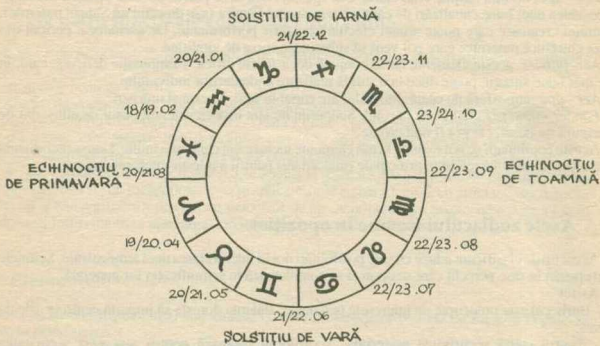 SOLSTIȚIU DE IARNĂ
21/22.12
20/21.01
22/23.11
18/19.02
23/24.10
ECHINOCȚIU
DE PRIMAVARĂ
20/21.03
22/23.09
ECHINOCȚIU
DE TOAMNĂ
19/20.04
22/23.08
20/21.05
22/23.07
21/22.06
SOLSTIȚIU DE VARĂ